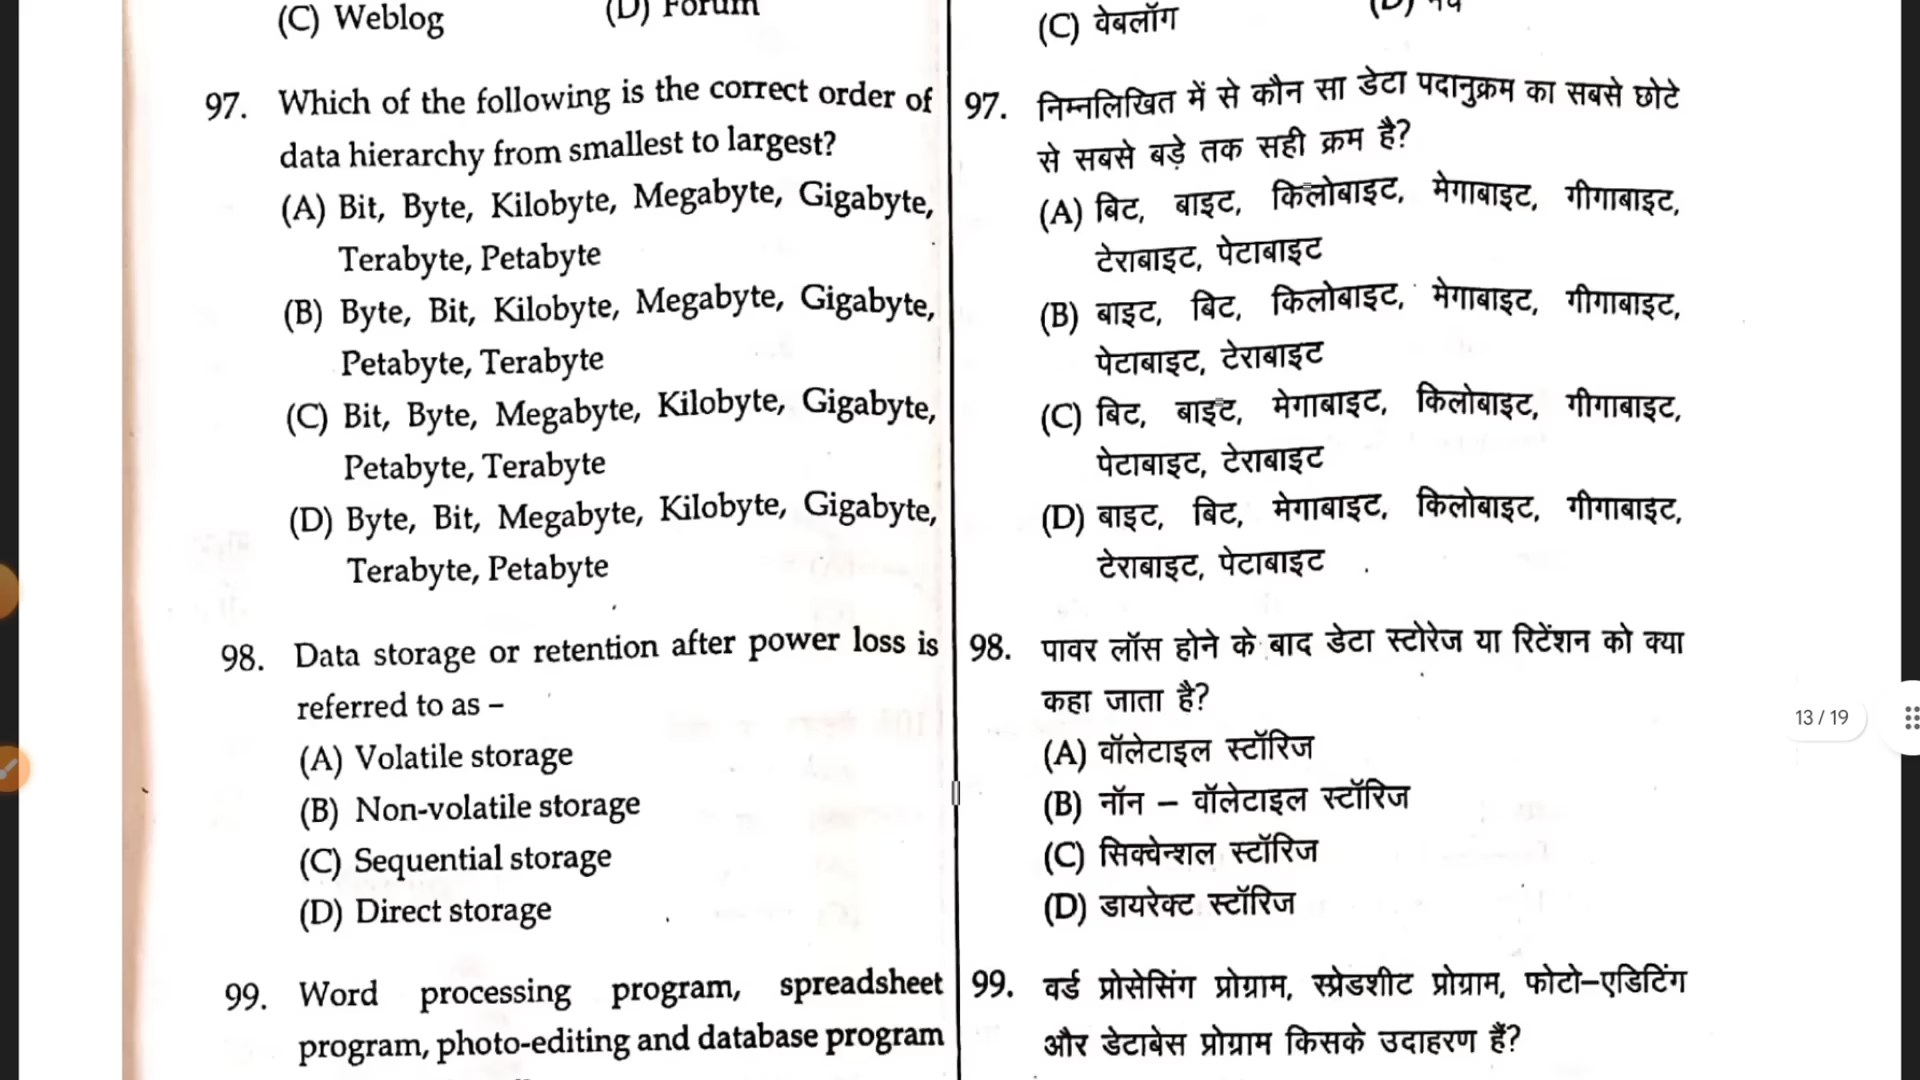 (C) Weblog
(D) Forum
97. Which of the following is the correct order of
data hierarchy from smallest to largest?
(A) Bit, Byte, Kilobyte, Megabyte, Gigabyte,
Terabyte, Petabyte
(B) Byte, Bit, Kilobyte, Megabyte, Gigabyte,
Petabyte, Terabyte
(C) Bit, Byte, Megabyte, Kilobyte, Gigabyte,
Petabyte, Terabyte
(D) Byte, Bit, Megabyte, Kilobyte, Gigabyte,
Terabyte, Petabyte
98. Data storage or retention after power loss is
referred to as –
(A) Volatile storage
(B) Non-volatile storage
(C) Sequential storage
(D) Direct storage
99. Word processing program, spreadsheet
program, photo-editing and database program
(C) वेबलॉग
(D)
97. निम्नलिखित में से कौन सा डेटा पदानुक्रम का सबसे छोटे
से सबसे बड़े तक सही क्रम है?
(A) बिट, बाइट, किलोबाइट, मेगाबाइट, गीगाबाइट,
टेराबाइट, पेटाबाइट
(B) बाइट, बिट, किलोबाइट, मेगाबाइट, गीगाबाइट,
पेटाबाइट, टेराबाइट
(C) बिट, बाइट, मेगाबाइट, किलोबाइट, गीगाबाइट,
पेटाबाइट, टेराबाइट
(D) बाइट, बिट, मेगाबाइट, किलोबाइट, गीगाबाइट,
टेराबाइट, पेटाबाइट
98. पावर लॉस होने के बाद डेटा स्टोरेज या रिटेंशन को क्या
कहा जाता है?
(A) वॉलेटाइल स्टॉरिज
(B) नॉन – वॉलेटाइल स्टॉरिज
(C) सिक्वेन्शल स्टॉरिज
(D) डायरेक्ट स्टॉरिज
99. वर्ड प्रोसेसिंग प्रोग्राम, स्प्रेडशीट प्रोग्राम, फोटो–एडिटिंग
और डेटाबेस प्रोग्राम किसके उदाहरण हैं?
13 / 19